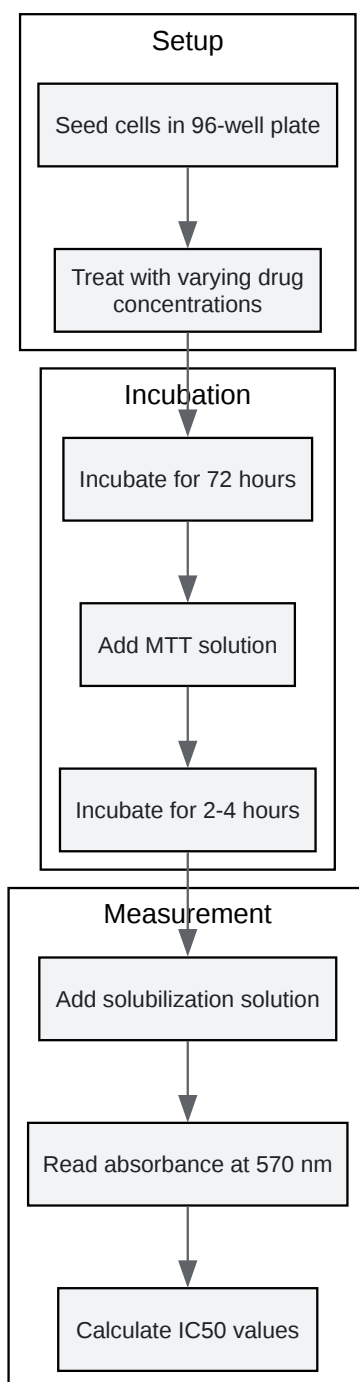 Setup
Seed cells in 96-well plate
Treat with varying drug
concentrations
Incubation
Incubate for 72 hours
Add MTT solution
Incubate for 2-4 hours
Measurement
Add solubilization solution
Read absorbance at 570 nm
Calculate IC50 values